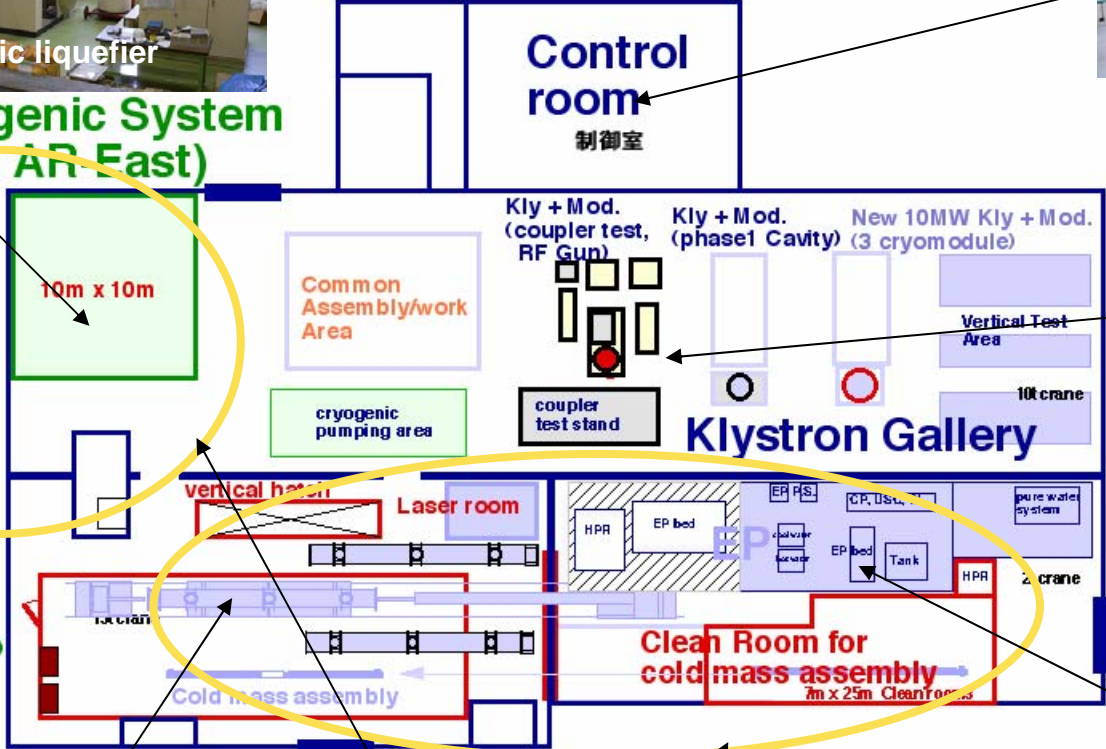 ic liquefier
genic System
AR-East)
Control
room
制御室
10m x 10m
Common
Assembly/work
Area
cryogenic
pumping area
Kly + Mod.
(coupler test,
RF Gun)
Kly + Mod.
(phase1 Cavity)
New 10MW Kly + Mod.
(3 cryomodule)
Vertical Test
Area
10t crane
coupler
test stand
Klystron Gallery
vertical hatch
Laser room
HPR
EP bed
EP
EP P.S.
CP, USC,
EP bed
Tank
pure water
system
HPR
crane
crane
Cold mass assembly
Clean Room for
cold mass assembly
7m x 25m Cleanrooms